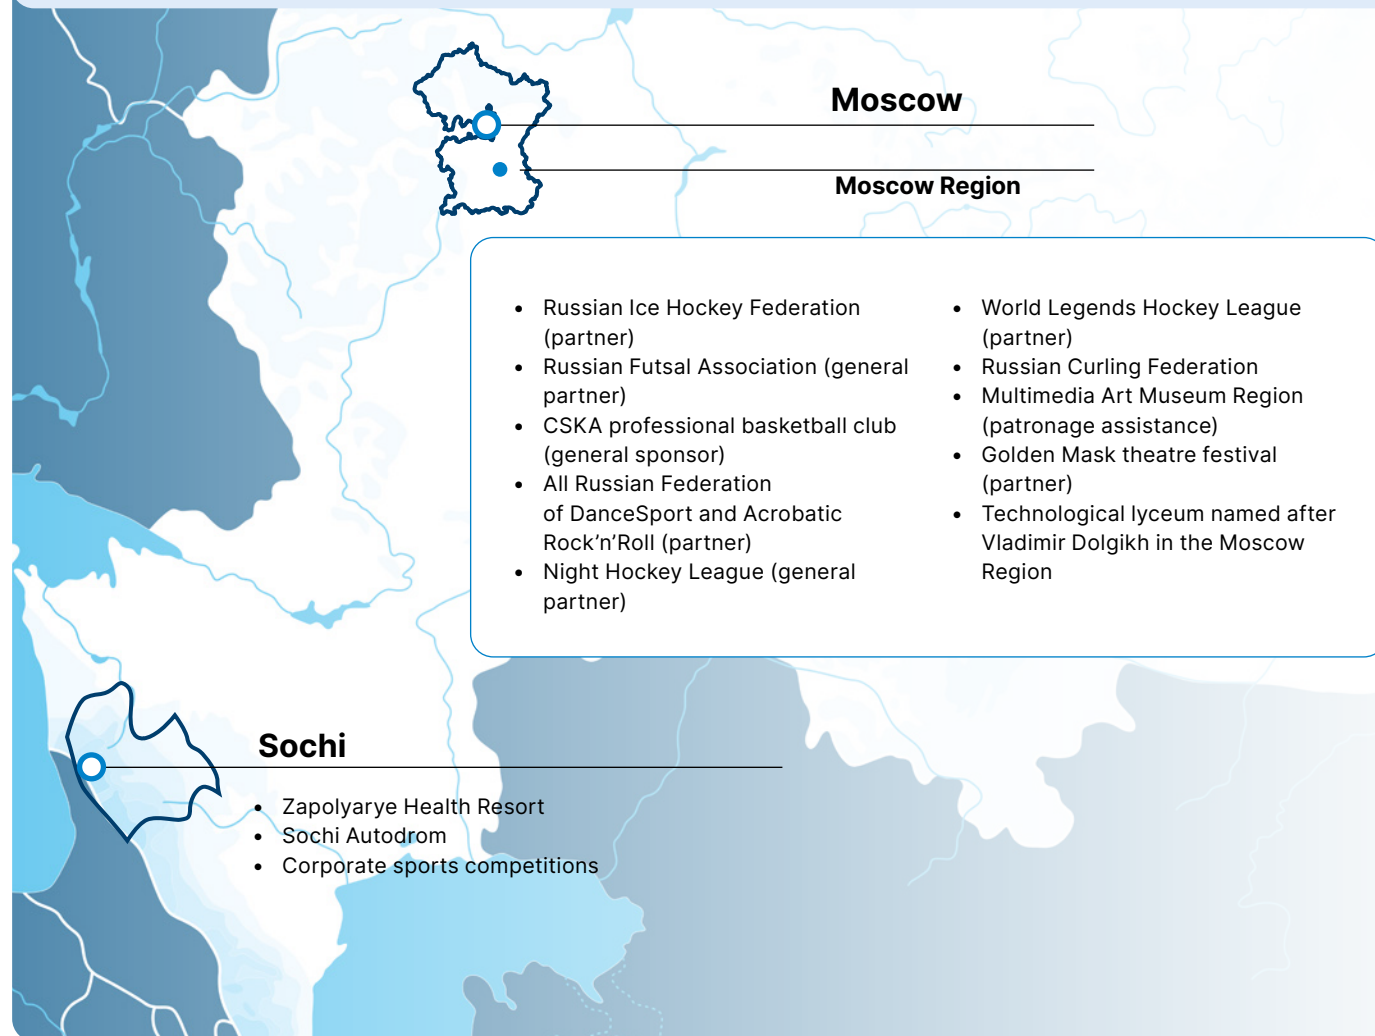 Moscow
Moscow Region
• Russian Ice Hockey Federation
(partner)
• Russian Futsal Association (general
partner)
• CSKA professional basketball club
(general sponsor)
• All Russian Federation
of DanceSport and Acrobatic
Rock’n’Roll (partner)
• Night Hockey League (general
partner)
• World Legends Hockey League
(partner)
• Russian Curling Federation
• Multimedia Art Museum Region
(patronage assistance)
• Golden Mask theatre festival
(partner)
• Technological lyceum named after
Vladimir Dolgikh in the Moscow
Region
Sochi
• Zapolyarye Health Resort
• Sochi Autodrom
• Corporate sports competitions